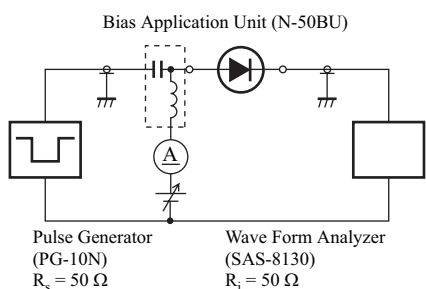 Bias Application Unit (N-50BU)
A
Pulse Generator
(PG-10N)
Rs = 50 Ω
Wave Form Analyzer
(SAS-8130)
Ri = 50 Ω